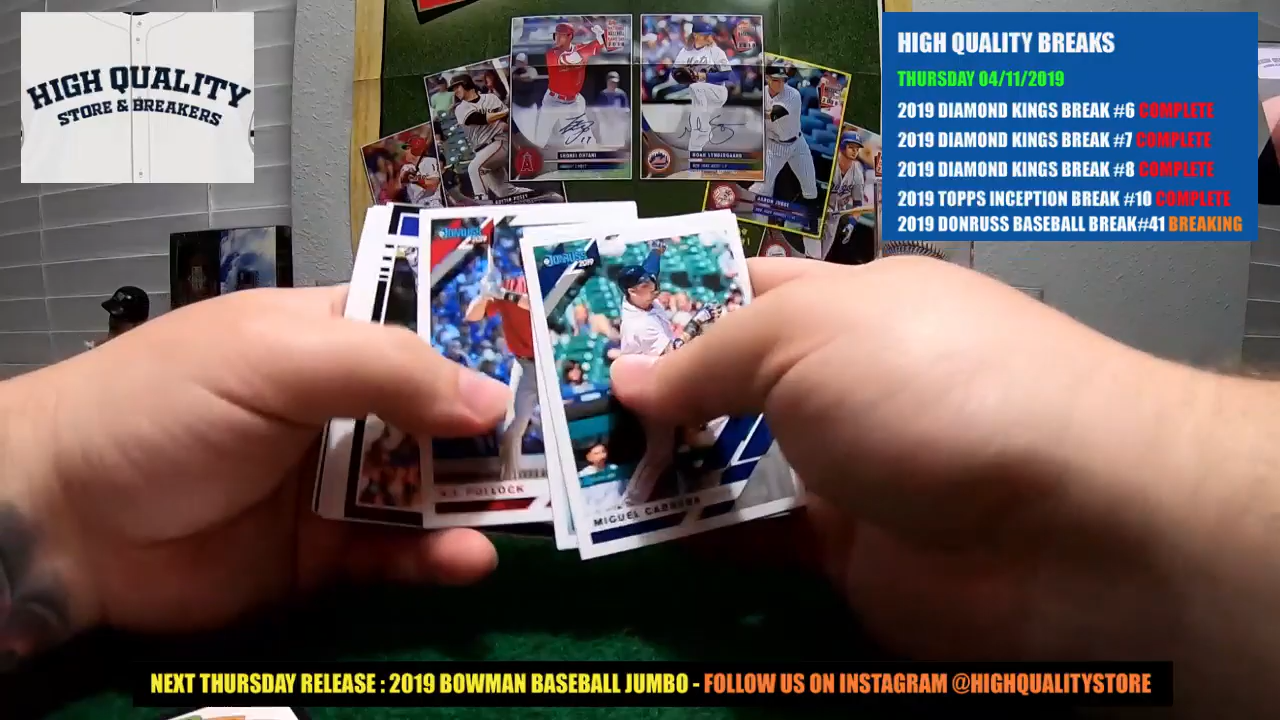 HIGH QUALITY
STORE & BREAKERS
HIGH QUALITY BREAKS
THURSDAY 04/11/2019
2019 DIAMOND KINGS BREAK #6 COMPLETE
2019 DIAMOND KINGS BREAK #7 COMPLETE
2019 DIAMOND KINGS BREAK #8 COMPLETE
2019 TOPPS INCEPTION BREAK #10 COMPLETE
2019 DONRUSS BASEBALL BREAK#41 BREAKING
SHOHEI OHTANI
NOAH SYNDERGAARD
AARON JUDGE
DONRUSS
2019
DONRUSS
2019
A.J. POLLOCK
MIGUEL CABRERA
NEXT THURSDAY RELEASE : 2019 BOWMAN BASEBALL JUMBO - FOLLOW US ON INSTAGRAM @HIGHQUALITYSTORE